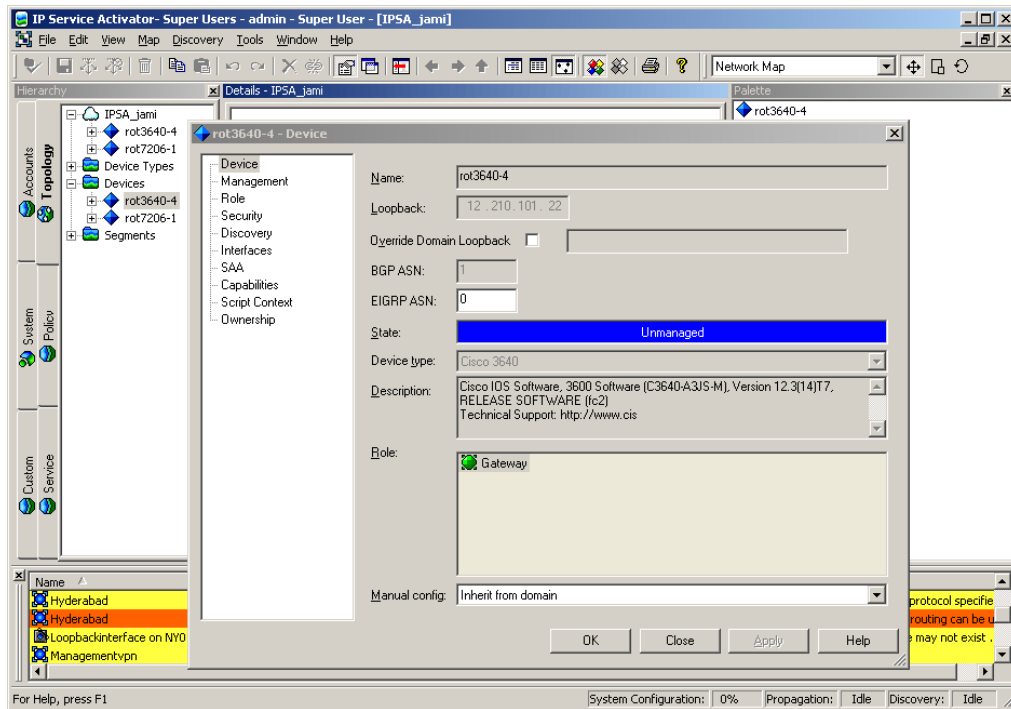 IP Service Activator- Super Users - admin - Super User - [IPSA_jami]
File Edit View Map Discovery Tools Window Help
Network Map
Hierarchy
Details - IPSA_jami
Palette
Accounts
Topology
System
Policy
Custom
Service
IPSA_jami
rot3640-4
rot7206-1
Device Types
Devices
rot3640-4
rot7206-1
Segments
rot3640-4
rot3640-4 - Device
Device
Management
Role
Security
Discovery
Interfaces
SAA
Capabilities
Script Context
Ownership
Name: rot3640-4
Loopback: 12 . 210 . 101 . 22
Override Domain Loopback
BGP ASN: 1
EIGRP ASN: 0
State: Unmanaged
Device type: Cisco 3640
Description: Cisco IOS Software, 3600 Software (C3640-A3JS-M), Version 12.3(14)T7,
RELEASE SOFTWARE (fc2)
Technical Support: http://www.cis
Role:
Gateway
Manual config: Inherit from domain
OK Close Apply Help
Name
Hyderabad protocol specifie
Hyderabad routing can be u
Loopbackinterface on NY0 may not exist .
Managementvpn
For Help, press F1
System Configuration: 0% Propagation: Idle Discovery: Idle